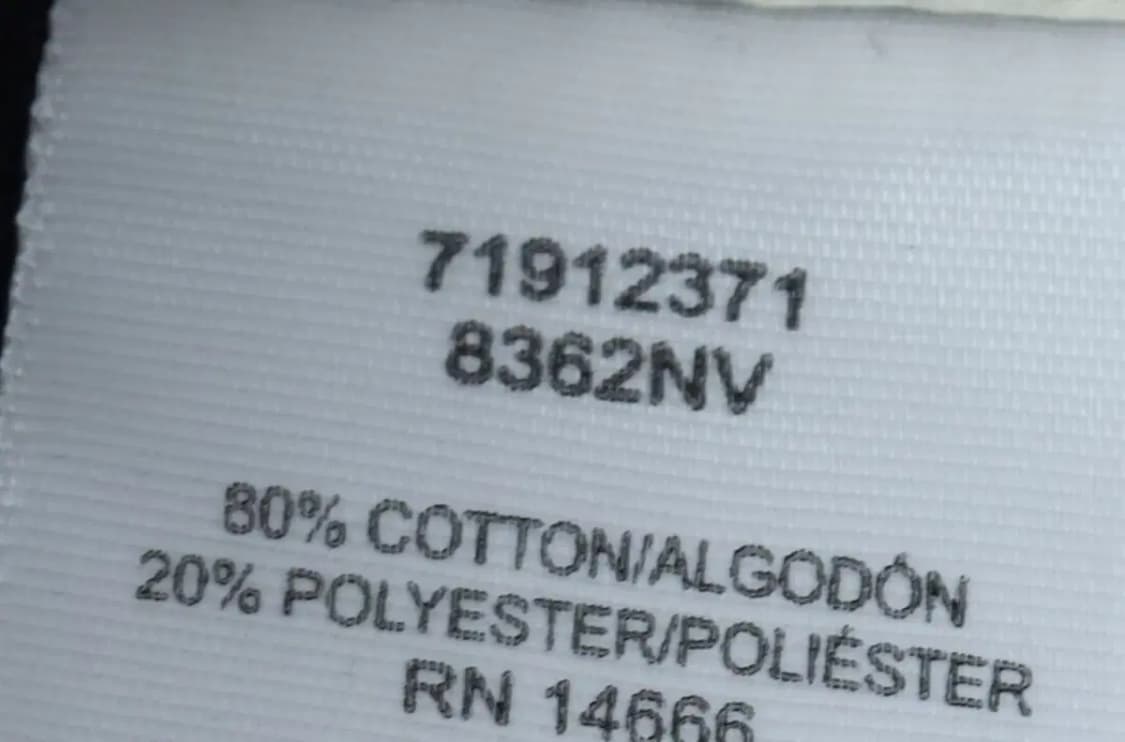 71912371
8362NV
80% COTTON/ALGODÓN
20% POLYESTER/POLIÉSTER
RN 14666